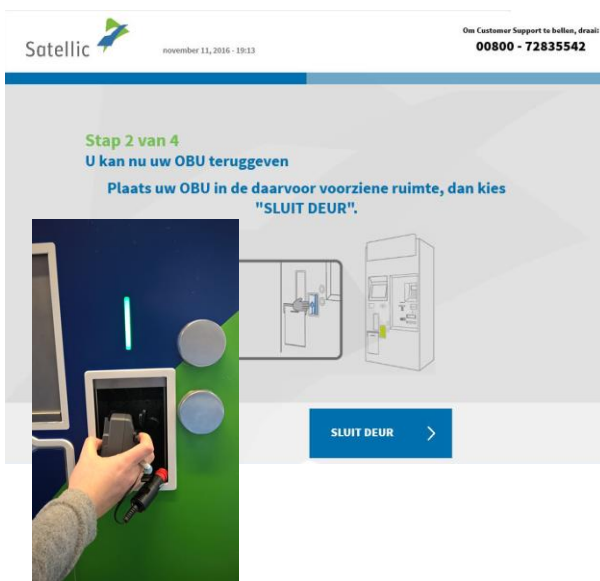 Satellic
november 11, 2016 - 19:13
Om Customer Support te bellen, draai:
00800 - 72835542
Stap 2 van 4
U kan nu uw OBU teruggeven
Plaats uw OBU in de daarvoor voorziene ruimte, dan kies
"SLUIT DEUR".
SLUIT DEUR